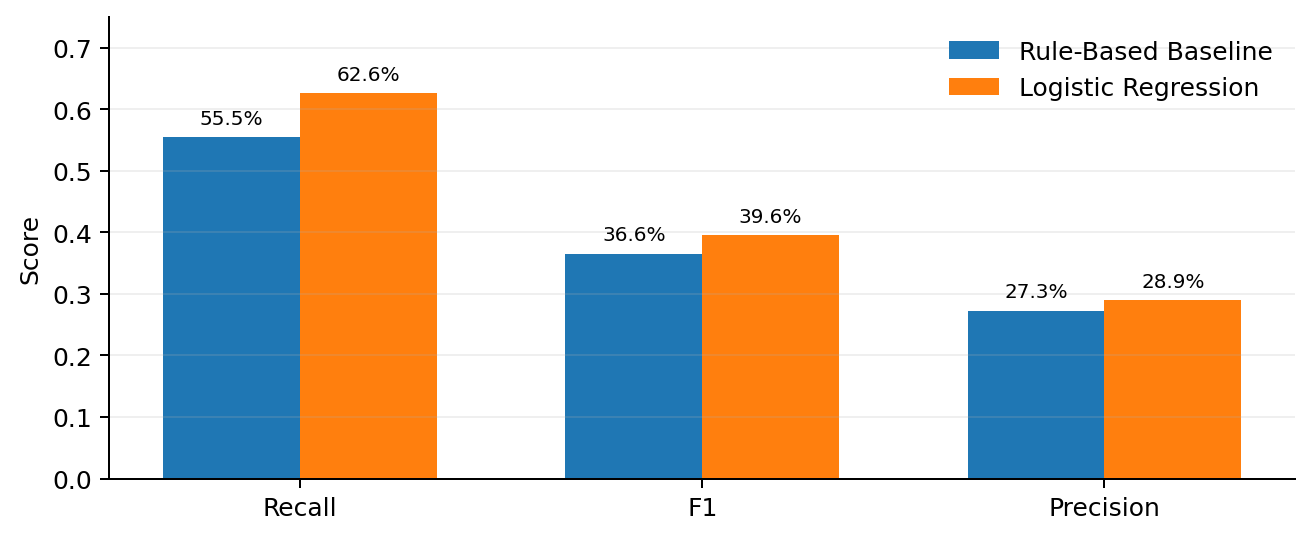 0.7
0.6
0.5
0.4
0.3
0.2
0.1
0.0
Score
Rule-Based Baseline
Logistic Regression
55.5%
62.6%
36.6%
39.6%
27.3%
28.9%
Recall
F1
Precision